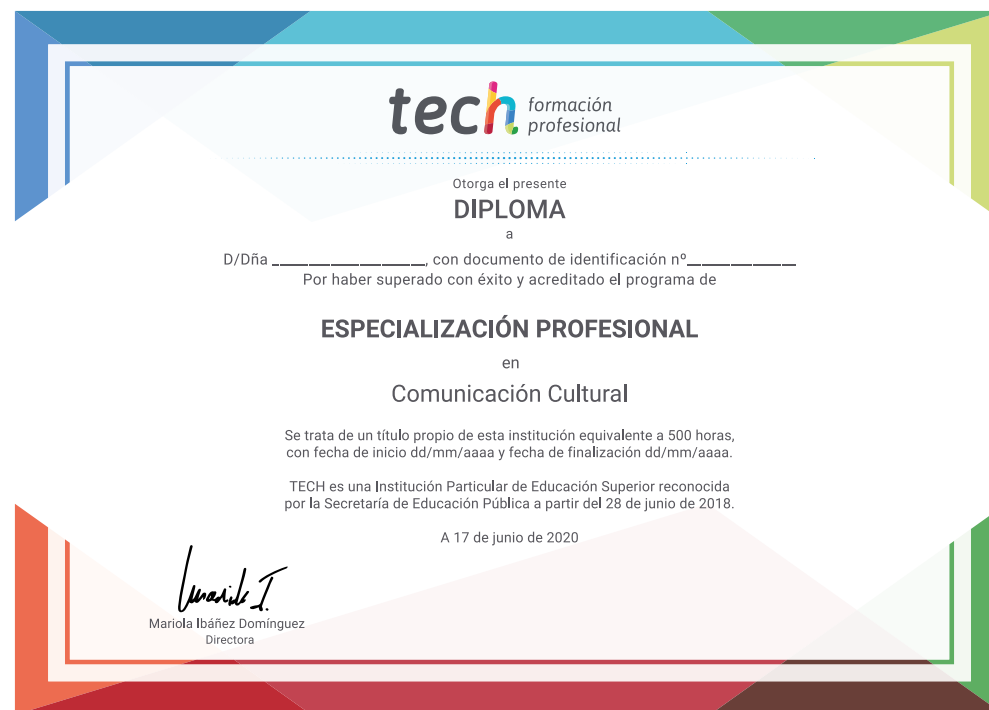 tech formación
profesional
Otorga el presente
DIPLOMA
a
D/Dña ____________________, con documento de identificación nº______________
Por haber superado con éxito y acreditado el programa de
ESPECIALIZACIÓN PROFESIONAL
en
Comunicación Cultural
Se trata de un título propio de esta institución equivalente a 500 horas,
con fecha de inicio dd/mm/aaaa y fecha de finalización dd/mm/aaaa.
TECH es una Institución Particular de Educación Superior reconocida
por la Secretaría de Educación Pública a partir del 28 de junio de 2018.
A 17 de junio de 2020
Mariola Ibáñez Domínguez
Directora